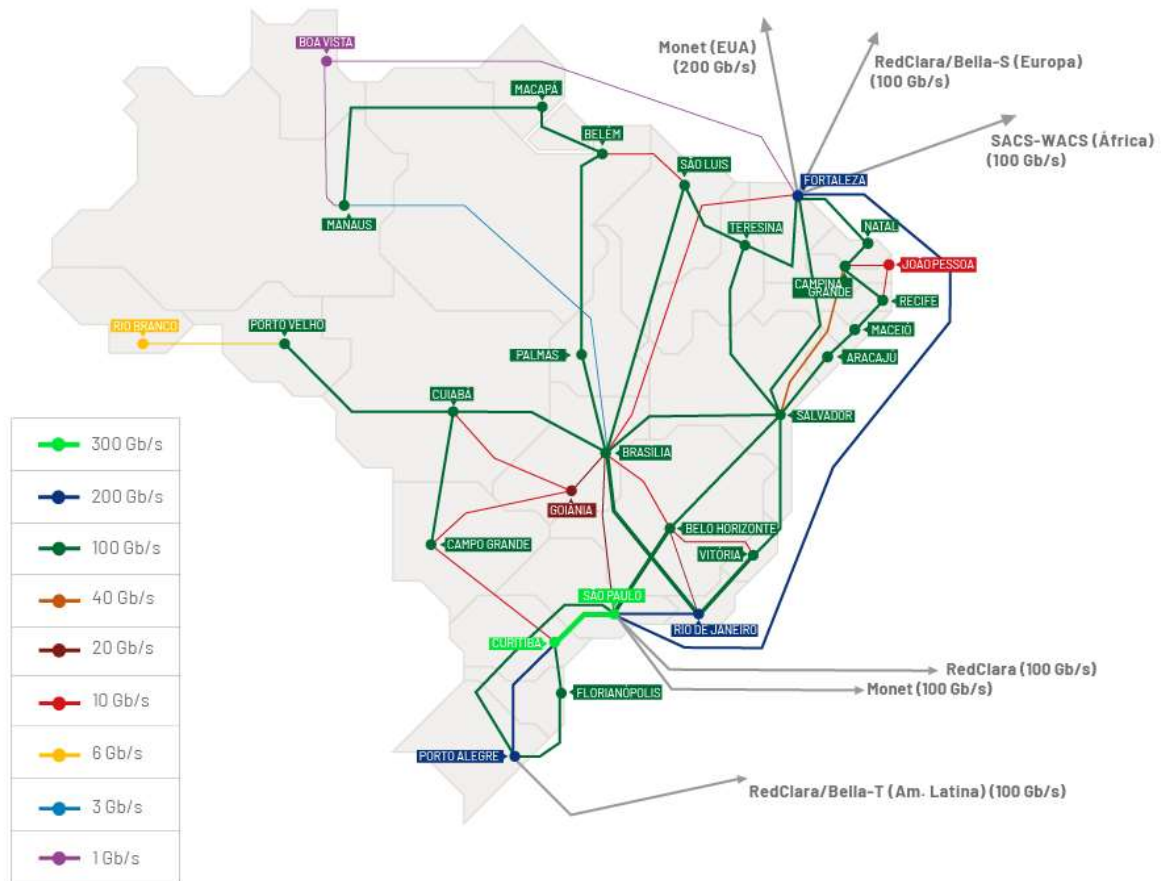 BOA VISTA
Monet (EUA)
(200 Gb/s)
RedClara/Bella-S (Europa)
(100 Gb/s)
MACAPÁ
BELÉM
SACS-WACS (África)
(100 Gb/s)
SÃO LUIS
FORTALEZA
MANAUS
TERESINA
NATAL
JOÃO PESSOA
CAMPINA
GRANDE
RECIFE
RIO BRANCO
PORTO VELHO
MACEIÓ
PALMAS
ARACAJÚ
CUIABÁ
SALVADOR
BRASÍLIA
GOIÂNIA
BELO HORIZONTE
CAMPO GRANDE
VITÓRIA
SÃO PAULO
RIO DE JANEIRO
CURITIBA
RedClara (100 Gb/s)
Monet (100 Gb/s)
FLORIANÓPOLIS
PORTO ALEGRE
RedClara/Bella-T (Am. Latina) (100 Gb/s)
300 Gb/s
200 Gb/s
100 Gb/s
40 Gb/s
20 Gb/s
10 Gb/s
6 Gb/s
3 Gb/s
1 Gb/s